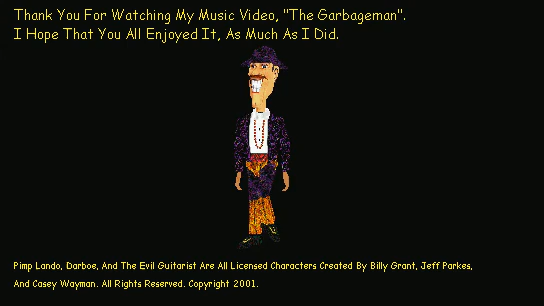 Thank You For Watching My Music Video, "The Garbageman".
I Hope That You All Enjoyed It, As Much As I Did.
Pimp Lando, Darboe, And The Evil Guitarist Are All Licensed Characters Created By Billy Grant, Jeff Parkes,
And Casey Wayman. All Rights Reserved. Copyright 2001.